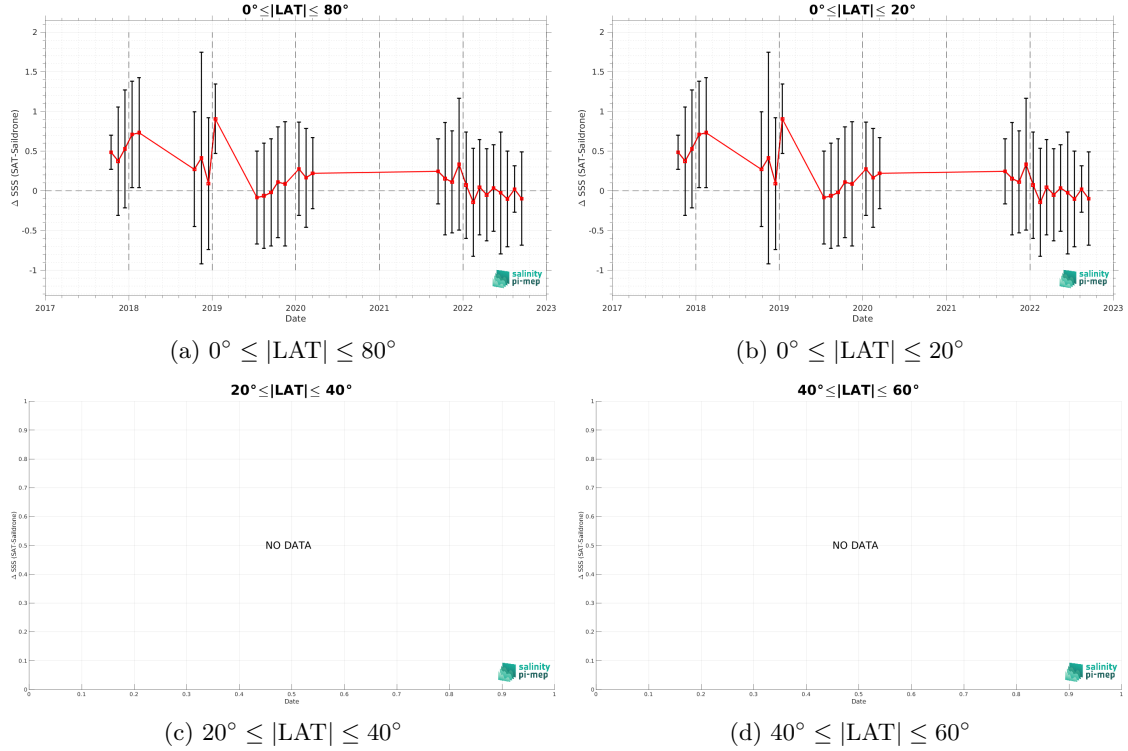 0°≤|LAT|≤ 80°
Δ SSS (SAT-Saildrone)
2
1.5
1
0.5
0
-0.5
-1
2017 2018 2019 2020 2021 2022 2023
Date
salinity
pi-mep
(a) 0° ≤ |LAT| ≤ 80°
0°≤|LAT|≤ 20°
Δ SSS (SAT-Saildrone)
2
1.5
1
0.5
0
-0.5
-1
2017 2018 2019 2020 2021 2022 2023
Date
salinity
pi-mep
(b) 0° ≤ |LAT| ≤ 20°
20°≤|LAT|≤ 40°
Δ SSS (SAT-Saildrone)
1
0.9
0.8
0.7
0.6
0.5
0.4
0.3
0.2
0.1
0
NO DATA
0 0.1 0.2 0.3 0.4 0.5 0.6 0.7 0.8 0.9 1
Date
salinity
pi-mep
(c) 20° ≤ |LAT| ≤ 40°
40°≤|LAT|≤ 60°
Δ SSS (SAT-Saildrone)
1
0.9
0.8
0.7
0.6
0.5
0.4
0.3
0.2
0.1
0
NO DATA
0 0.1 0.2 0.3 0.4 0.5 0.6 0.7 0.8 0.9 1
Date
salinity
pi-mep
(d) 40° ≤ |LAT| ≤ 60°